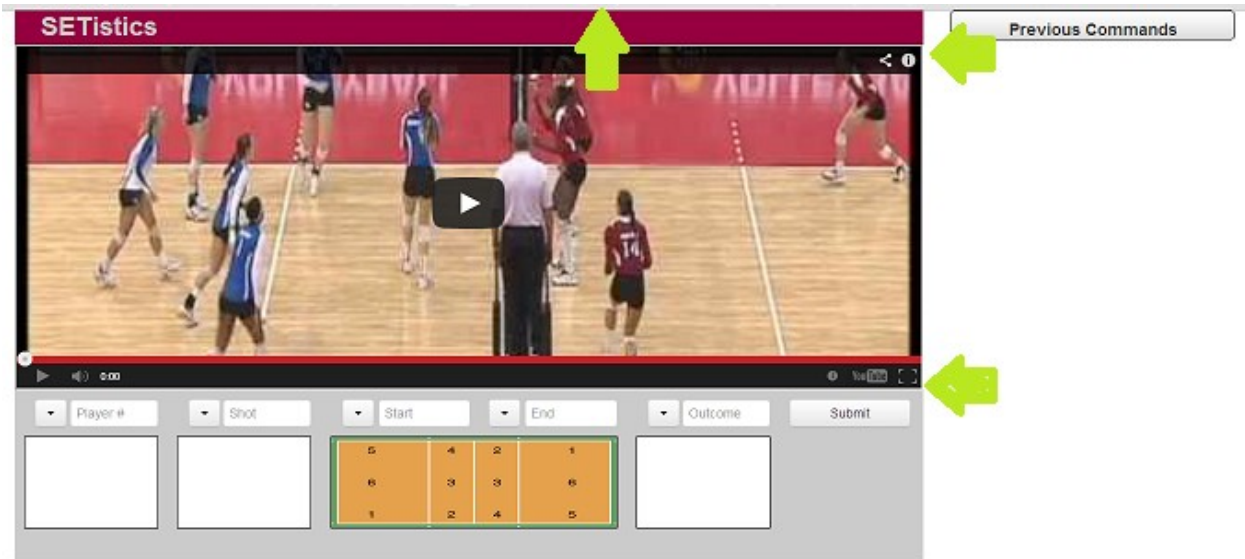 SETistics
Previous Commands
14
0:00
YouTube
Player #
Shot
Start
End
Outcome
Submit
5 4 2 1
6 3 3 6
1 2 4 5